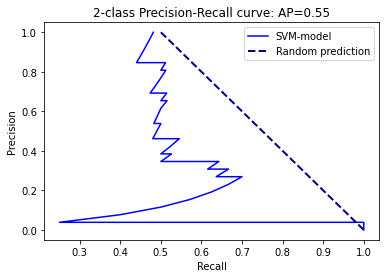 2-class Precision-Recall curve: AP=0.55
SVM-model
Random prediction
Precision
1.0
0.8
0.6
0.4
0.2
0.0
0.3 0.4 0.5 0.6 0.7 0.8 0.9 1.0
Recall